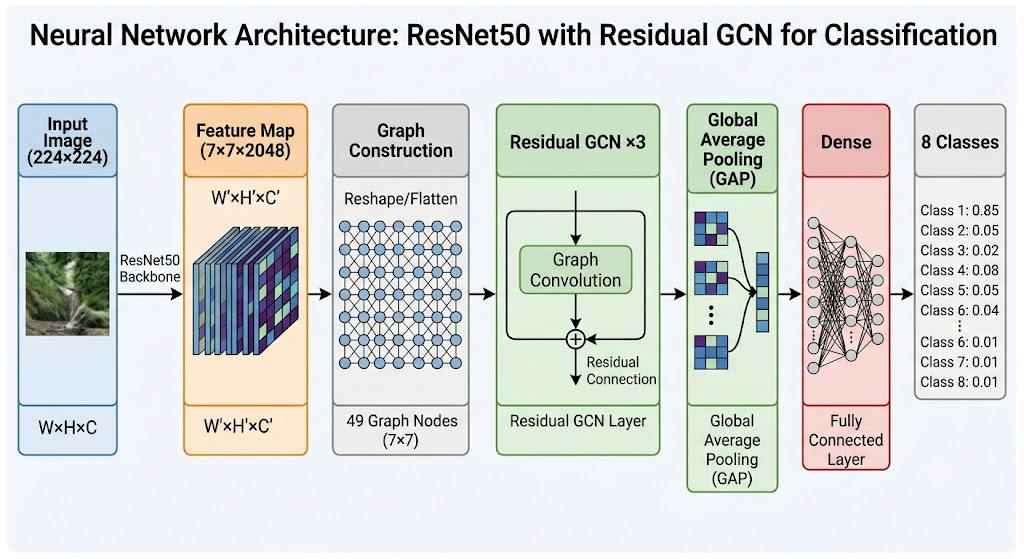 Neural Network Architecture: ResNet50 with Residual GCN for Classification
Input
Image
(224×224)
W×H×C
ResNet50
Backbone
Feature Map
(7×7×2048)
W'×H'×C'
W'×H'×C'
Graph
Construction
Reshape/Flatten
49 Graph Nodes
(7×7)
Residual GCN ×3
Graph
Convolution
+
Residual
Connection
Residual GCN Layer
Global
Average
Pooling
(GAP)
⋮
Global
Average
Pooling
(GAP)
Dense
Fully
Connected
Layer
8 Classes
Class 1: 0.85
Class 2: 0.05
Class 3: 0.02
Class 4: 0.08
Class 5: 0.05
Class 6: 0.04
⋮
Class 6: 0.01
Class 7: 0.01
Class 8: 0.01